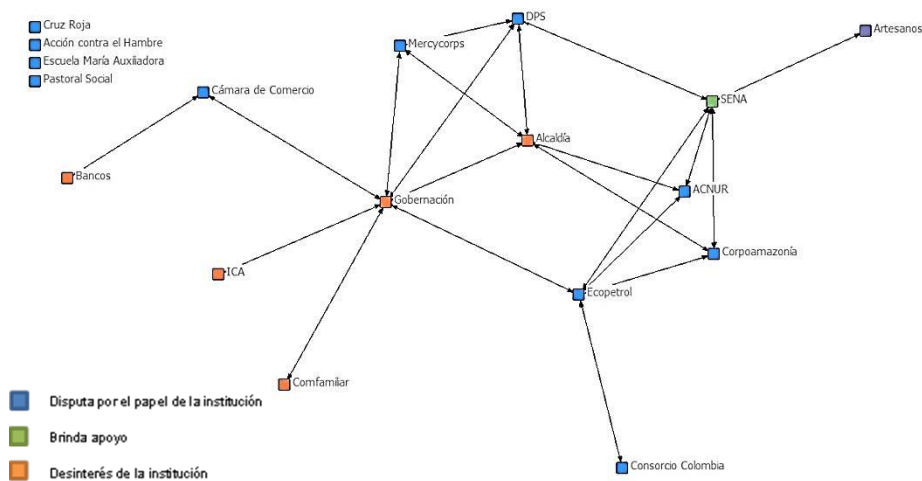 Cruz Roja
Acción contra el Hambre
Escuela María Auxiliadora
Pastoral Social
DPS
Mercycorps
Artesanos
Cámara de Comercio
SENA
Alcaldía
Bancos
ACNUR
Gobernación
Corpoamazonía
ICA
Ecopetrol
Comfamiliar
Disputa por el papel de la institución
Brinda apoyo
Consorcio Colombia
Desinterés de la institución